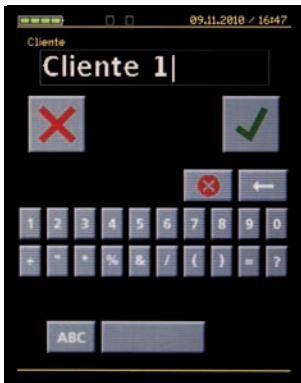 09.11.2010 / 16:47
Cliente
Cliente 1
1 2 3 4 5 6 7 8 9 0
+ - * % & / ( ) = ?
ABC